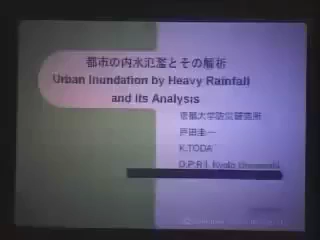 都市の内水氾濫とその解析
Urban Inundation by Heavy Rainfall
and its Analysis
京都大学防災研究所
戸田圭一
K.TODA
D.P.R.I. Kyoto University